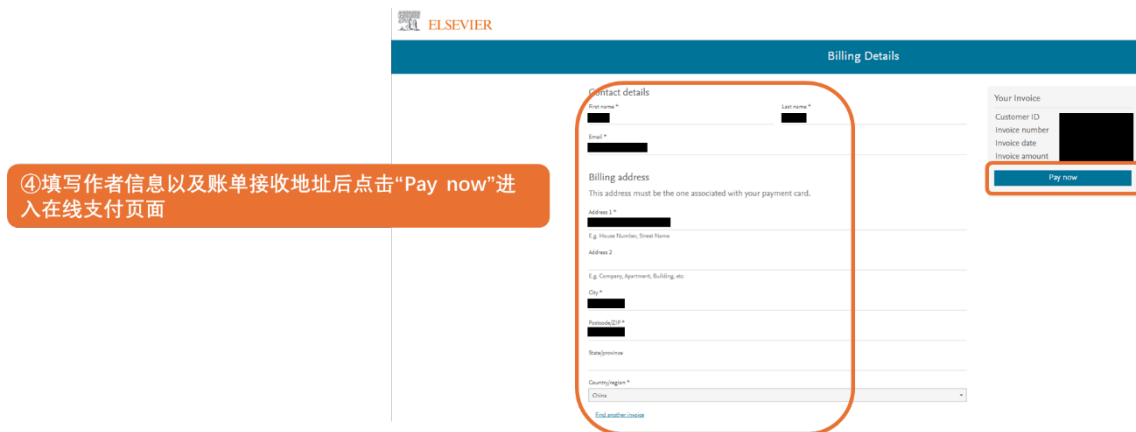 ELSEVIER
Billing Details
Contact details
First name *
Last name *
Email *
Billing address
This address must be the one associated with your payment card.
Address 1 *
E.g. House Number, Street Name
Address 2
E.g. Company, Apartment, Building, etc
City *
Postcode/ZIP *
State/province
Country/region *
China
Find another invoice
Your Invoice
Customer ID
Invoice number
Invoice date
Invoice amount
Pay now
④填写作者信息以及账单接收地址后点击“Pay now”进
入在线支付页面